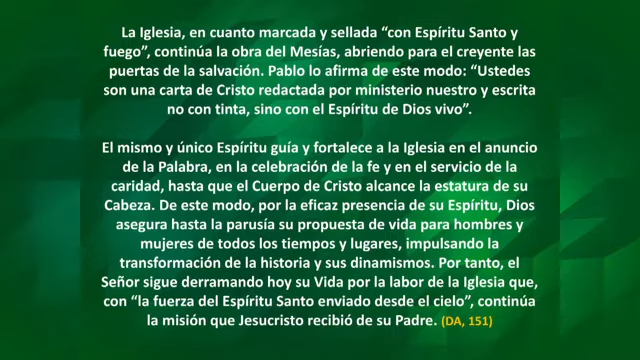 La Iglesia, en cuanto marcada y sellada “con Espíritu Santo y
fuego”, continúa la obra del Mesías, abriendo para el creyente las
puertas de la salvación. Pablo lo afirma de este modo: “Ustedes
son una carta de Cristo redactada por ministerio nuestro y escrita
no con tinta, sino con el Espíritu de Dios vivo”.
El mismo y único Espíritu guía y fortalece a la Iglesia en el anuncio
de la Palabra, en la celebración de la fe y en el servicio de la
caridad, hasta que el Cuerpo de Cristo alcance la estatura de su
Cabeza. De este modo, por la eficaz presencia de su Espíritu, Dios
asegura hasta la parusía su propuesta de vida para hombres y
mujeres de todos los tiempos y lugares, impulsando la
transformación de la historia y sus dinamismos. Por tanto, el
Señor sigue derramando hoy su Vida por la labor de la Iglesia que,
con “la fuerza del Espíritu Santo enviado desde el cielo”, continúa
la misión que Jesucristo recibió de su Padre. (DA, 151)